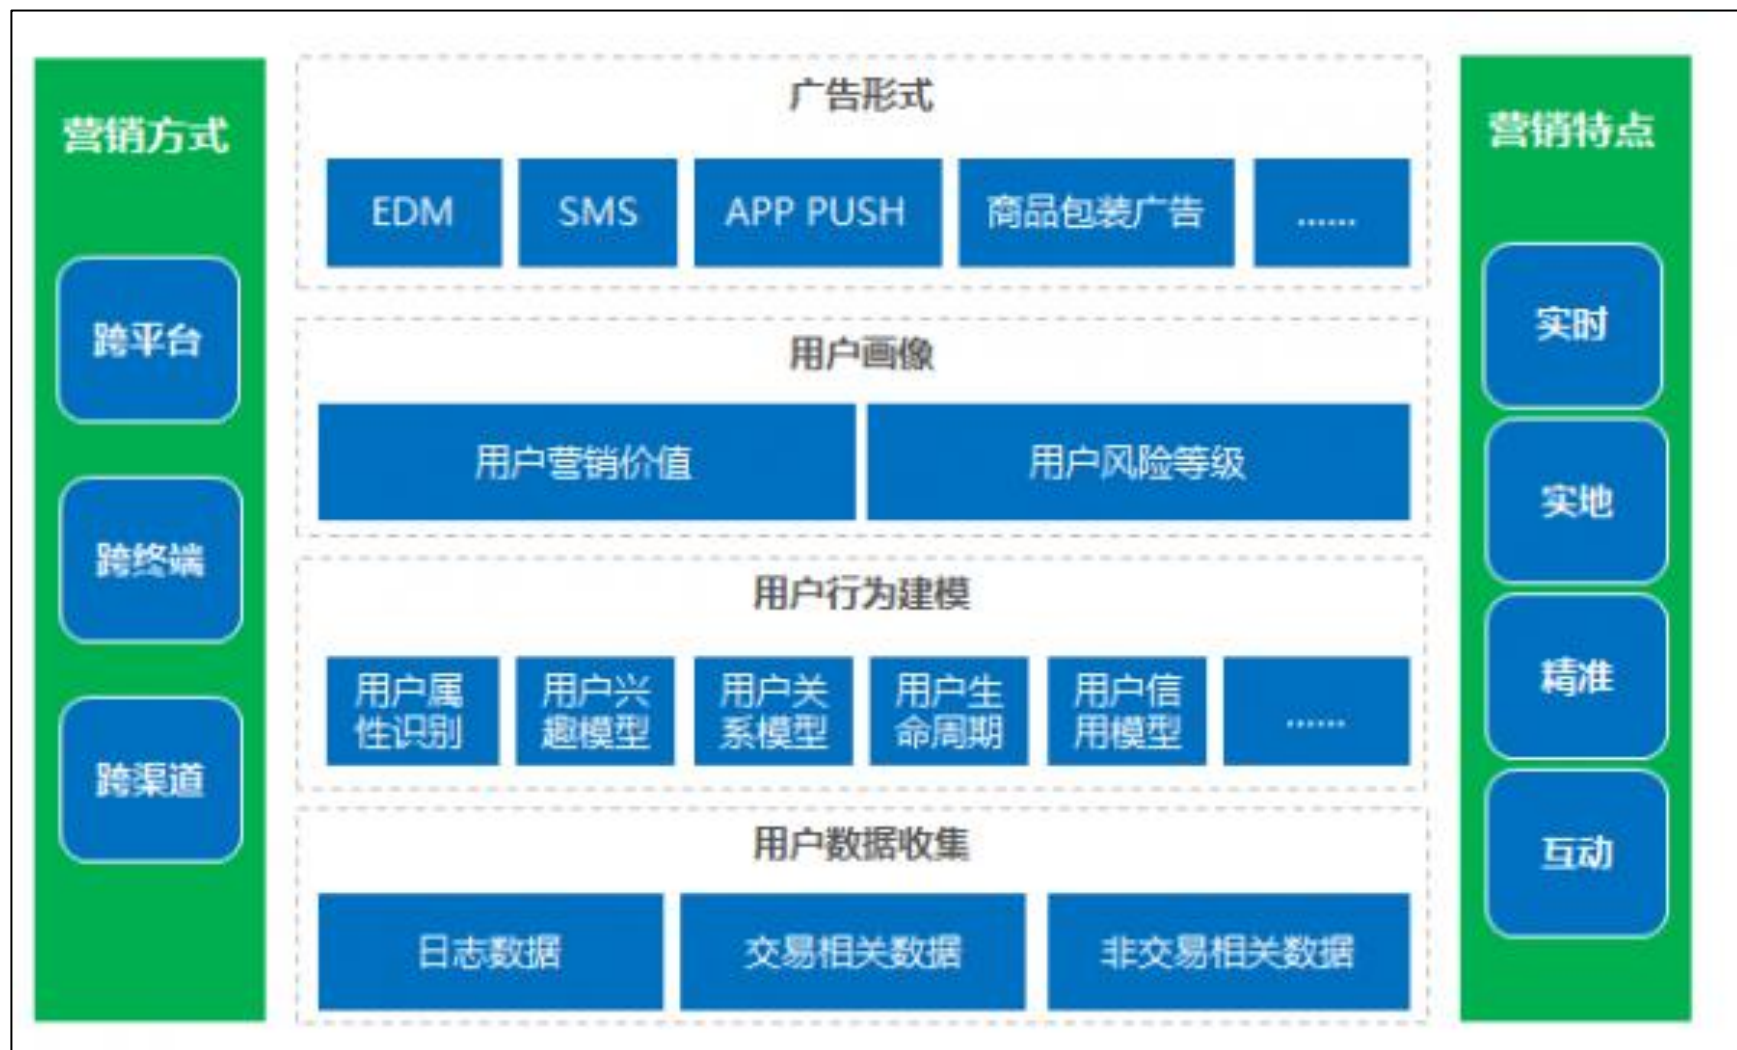 营销方式
跨平台
跨终端
跨渠道
广告形式
EDM
SMS
APP PUSH
商品包装广告
......
用户画像
用户营销价值
用户风险等级
用户行为建模
用户属
性识别
用户兴
趣模型
用户关
系模型
用户生
命周期
用户信
用模型
......
用户数据收集
日志数据
交易相关数据
非交易相关数据
营销特点
实时
实地
精准
互动